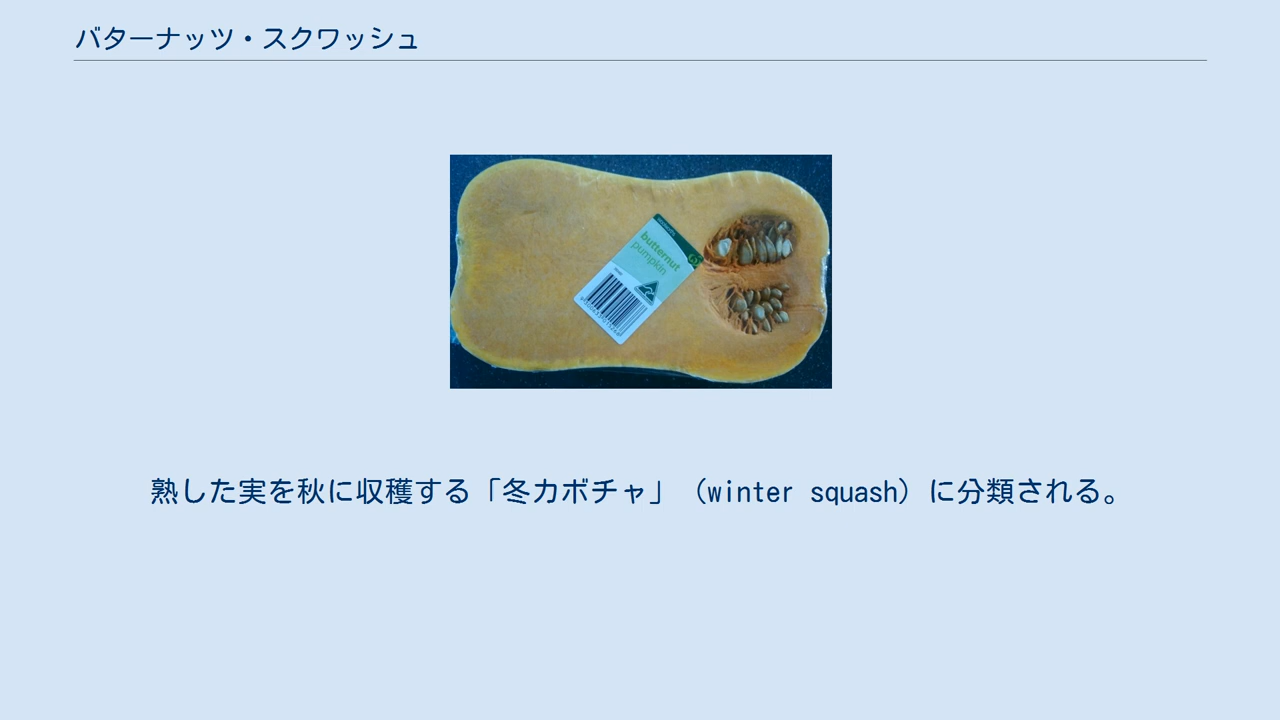 バターナッツ・スクワッシュ
butternut
pumpkin
熟した実を秋に収穫する「冬カボチャ」（winter squash）に分類される。